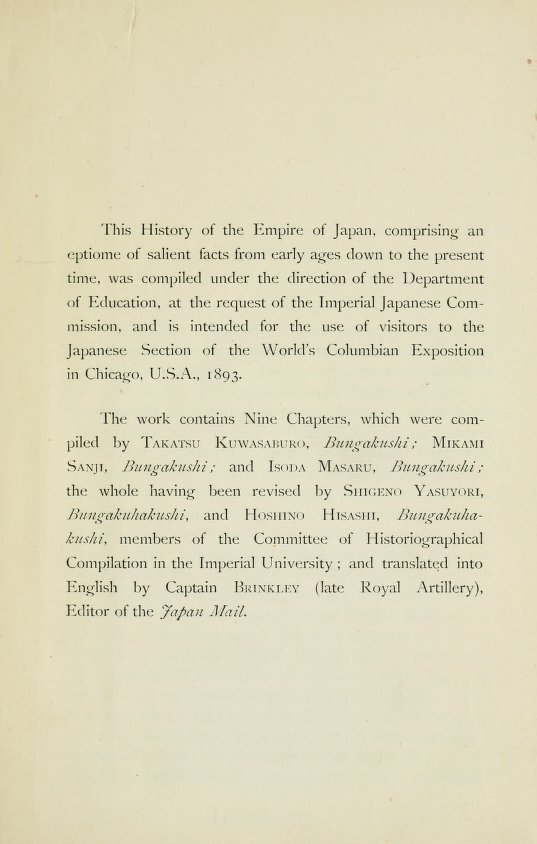 This History of the Empire of Japan, comprising an
eptiome of salient facts from early ages down to the present
time, was compiled under the direction of the Department
of Education, at the request of the Imperial Japanese Com-
mission, and is intended for the use of visitors to the
Japanese Section of the World's Columbian Exposition
in Chicago, U.S.A., 1893.
The work contains Nine Chapters, which were com-
piled by TAKATSU KUWASABURO, Bungakushi; MIKAMI
SANJI, Bungakushi; and ISODA MASARU, Bungakushi;
the whole having been revised by SHIGENO YASUYORI,
Bungakuhakushi, and HOSHINO HISASHI, Bungakuha-
kushi, members of the Committee of Historiographical
Compilation in the Imperial University; and translated into
English by Captain BRINKLEY (late Royal Artillery),
Editor of the Japan Mail.